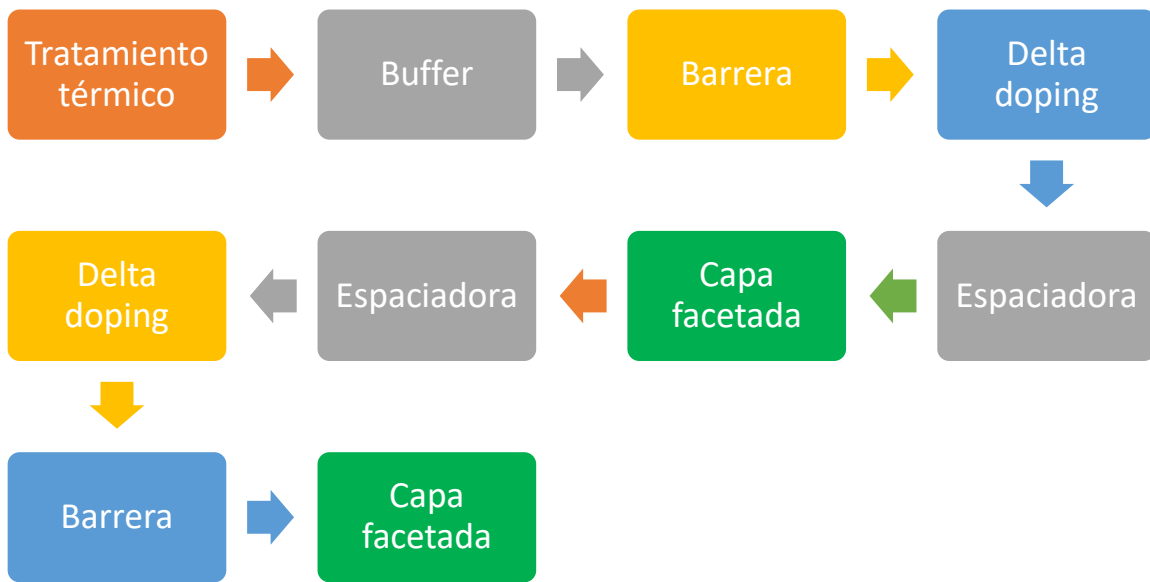 Tratamiento
térmico
Buffer
Barrera
Delta
doping
Espaciadora
Capa
facetada
Espaciadora
Delta
doping
Barrera
Capa
facetada